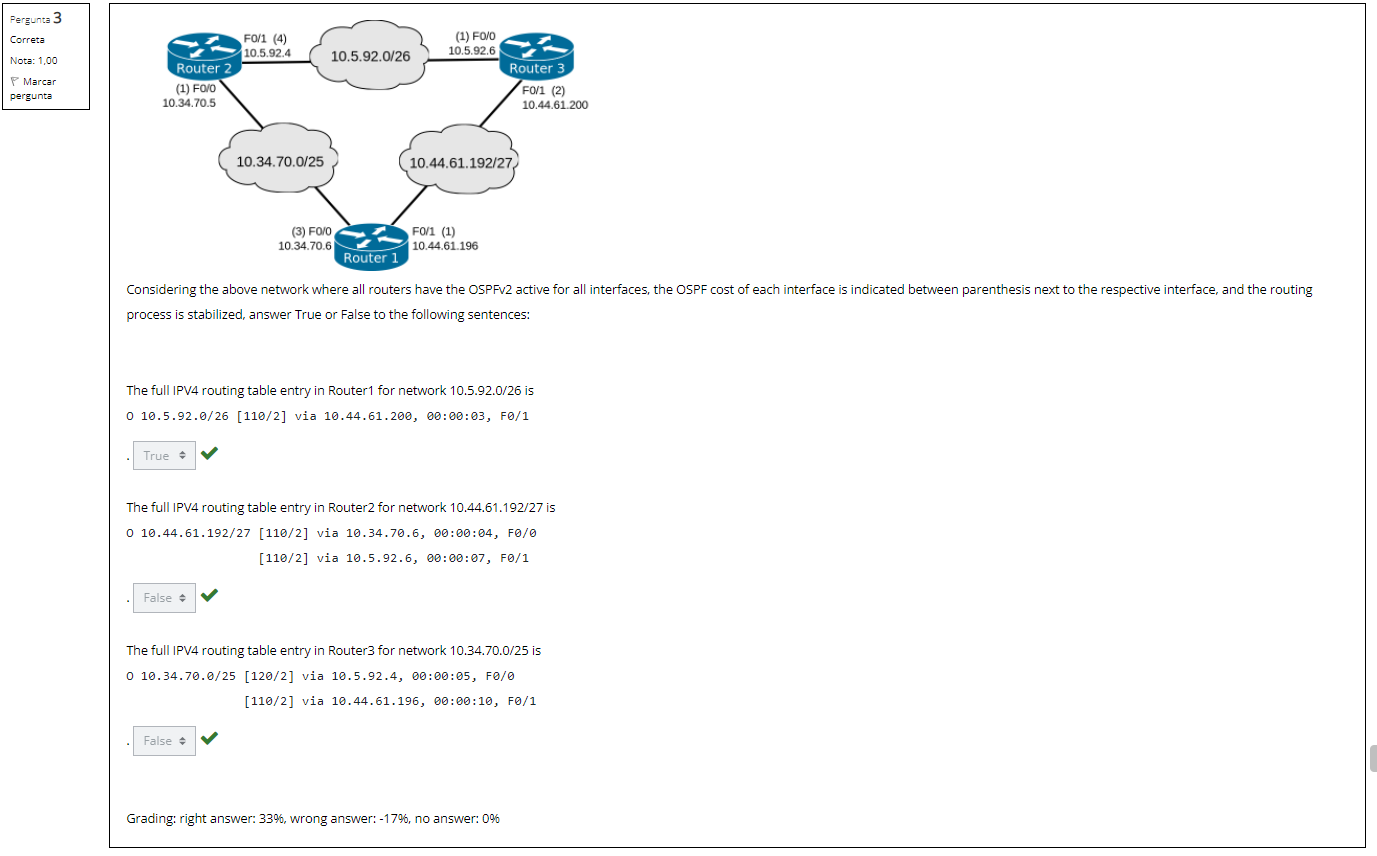 Pergunta 3
Correta
Nota: 1,00
Marcar
pergunta
F0/1 (4)
10.5.92.4
10.5.92.0/26
(1) F0/0
10.5.92.6
Router 2
Router 3
(1) F0/0
10.34.70.5
F0/1 (2)
10.44.61.200
10.34.70.0/25
10.44.61.192/27
(3) F0/0
10.34.70.6
F0/1 (1)
10.44.61.196
Router 1
Considering the above network where all routers have the OSPFv2 active for all interfaces, the OSPF cost of each interface is indicated between parenthesis next to the respective interface, and the routing
process is stabilized, answer True or False to the following sentences:
The full IPV4 routing table entry in Router1 for network 10.5.92.0/26 is
O 10.5.92.0/26 [110/2] via 10.44.61.200, 00:00:03, F0/1
. True
The full IPV4 routing table entry in Router2 for network 10.44.61.192/27 is
O 10.44.61.192/27 [110/2] via 10.34.70.6, 00:00:04, F0/0
[110/2] via 10.5.92.6, 00:00:07, F0/1
. False
The full IPV4 routing table entry in Router3 for network 10.34.70.0/25 is
O 10.34.70.0/25 [120/2] via 10.5.92.4, 00:00:05, F0/0
[110/2] via 10.44.61.196, 00:00:10, F0/1
. False
Grading: right answer: 33%, wrong answer: -17%, no answer: 0%